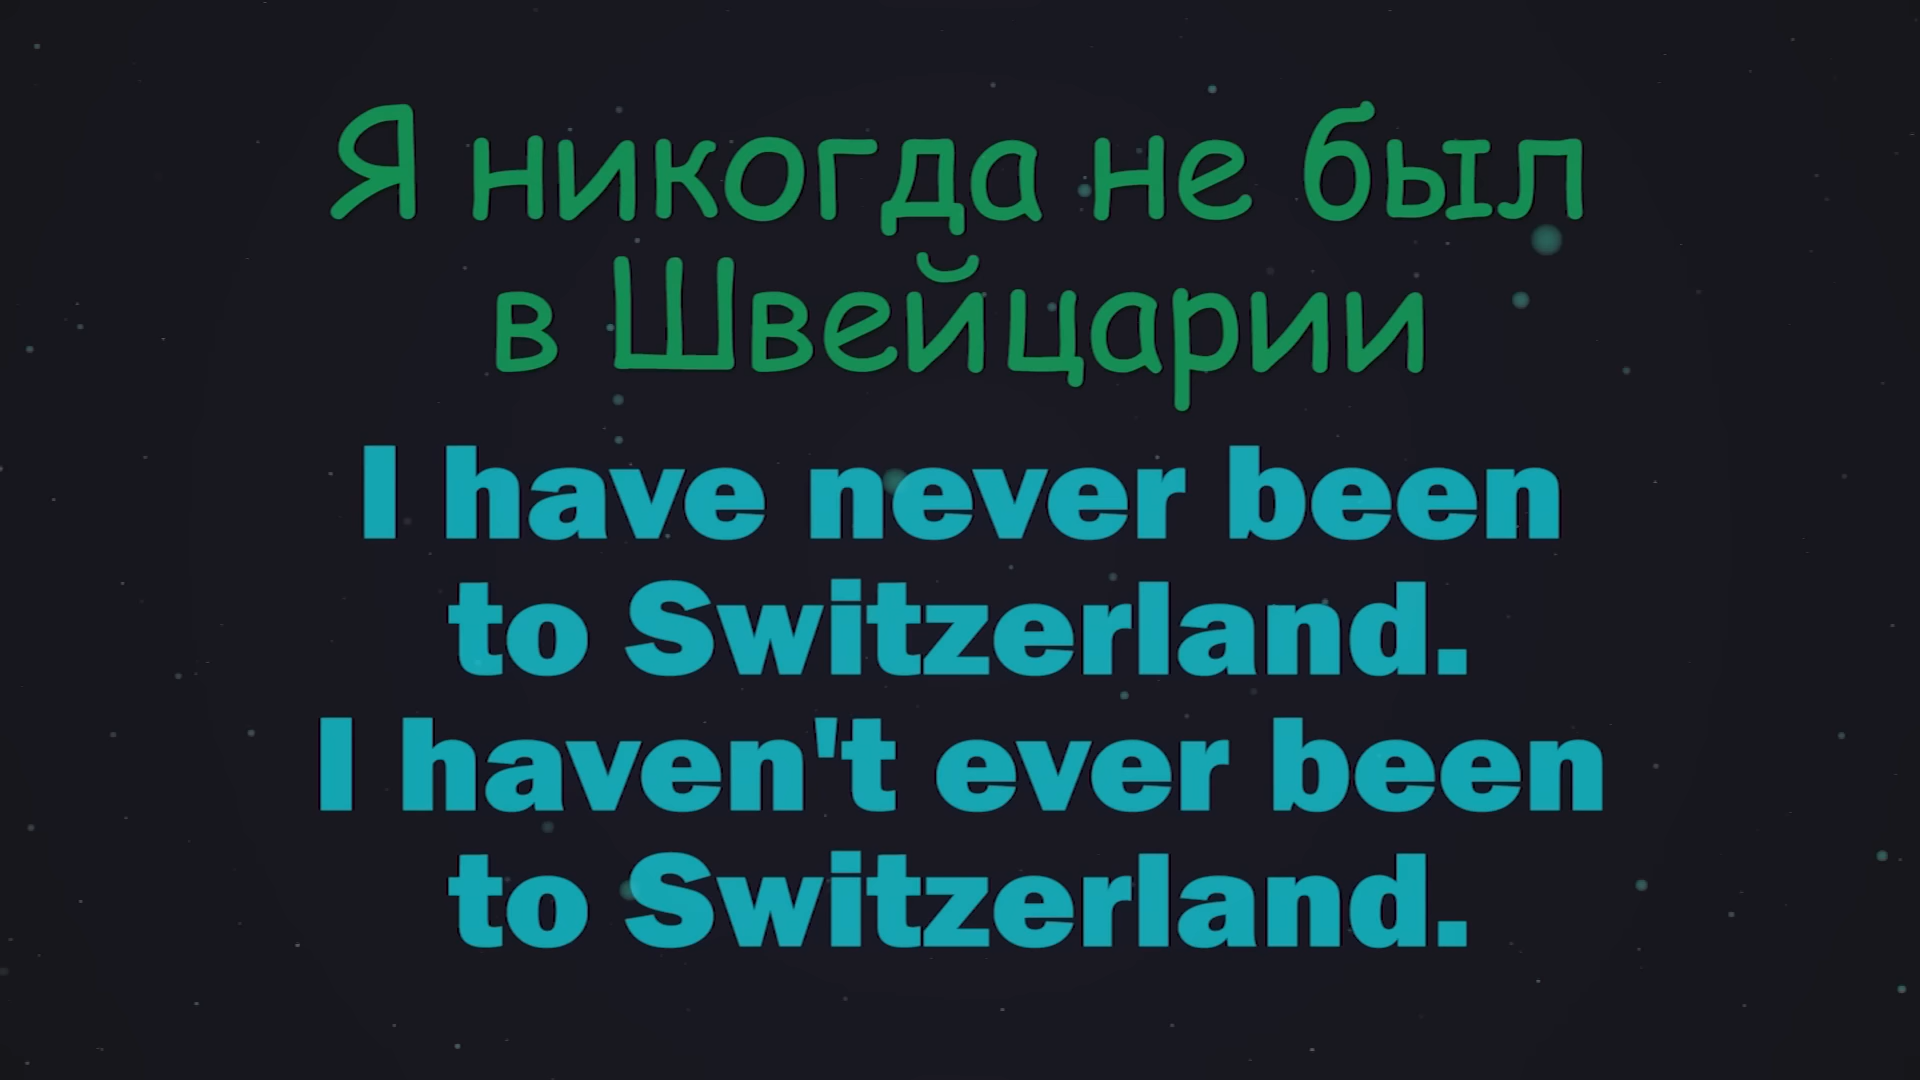 Я никогда не был
в Швейцарии
I have never been
to Switzerland.
I haven't ever been
to Switzerland.